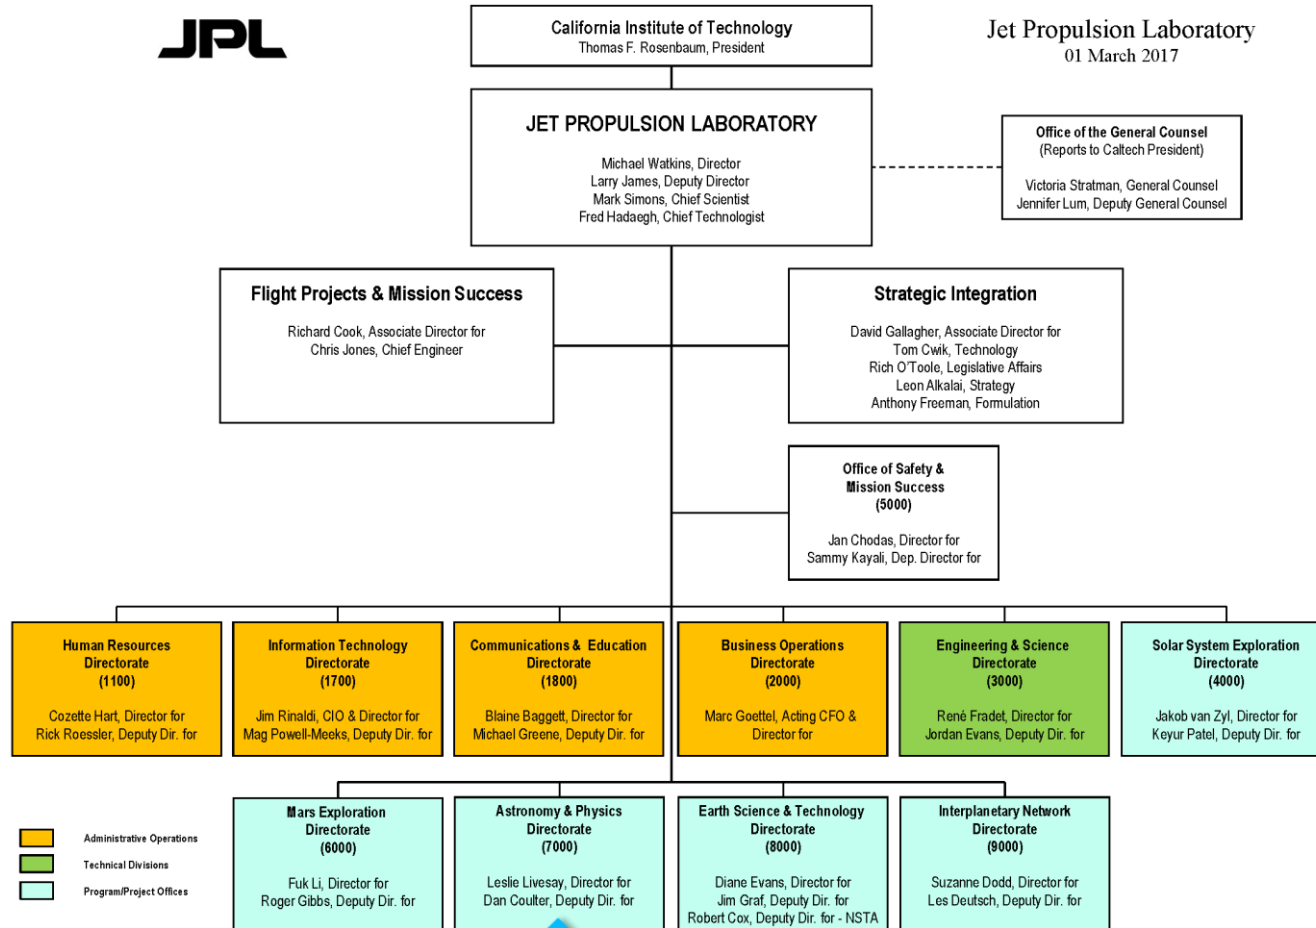 JPL
California Institute of Technology
Thomas F. Rosenbaum, President
Jet Propulsion Laboratory
01 March 2017
JET PROPULSION LABORATORY
Michael Watkins, Director
Larry James, Deputy Director
Mark Simons, Chief Scientist
Fred Hadaegh, Chief Technologist
Office of the General Counsel
(Reports to Caltech President)
Victoria Stratman, General Counsel
Jennifer Lum, Deputy General Counsel
Flight Projects & Mission Success
Richard Cook, Associate Director for
Chris Jones, Chief Engineer
Strategic Integration
David Gallagher, Associate Director for
Tom Cwik, Technology
Rich O'Toole, Legislative Affairs
Leon Alkalai, Strategy
Anthony Freeman, Formulation
Office of Safety &
Mission Success
(5000)
Jan Chodas, Director for
Sammy Kayali, Dep. Director for
Human Resources
Directorate
(1100)
Cozette Hart, Director for
Rick Roessler, Deputy Dir. for
Information Technology
Directorate
(1700)
Jim Rinaldi, CIO & Director for
Mag Powell-Meeks, Deputy Dir. for
Communications & Education
Directorate
(1800)
Blaine Baggett, Director for
Michael Greene, Deputy Dir. for
Business Operations
Directorate
(2000)
Marc Goettel, Acting CFO &
Director for
Engineering & Science
Directorate
(3000)
René Fradet, Director for
Jordan Evans, Deputy Dir. for
Solar System Exploration
Directorate
(4000)
Jakob van Zyl, Director for
Keyur Patel, Deputy Dir. for
Administrative Operations
Technical Divisions
Program/Project Offices
Mars Exploration
Directorate
(6000)
Fuk Li, Director for
Roger Gibbs, Deputy Dir. for
Astronomy & Physics
Directorate
(7000)
Leslie Livesay, Director for
Dan Coulter, Deputy Dir. for
Earth Science & Technology
Directorate
(8000)
Diane Evans, Director for
Jim Graf, Deputy Dir. for
Robert Cox, Deputy Dir. for - NSTA
Interplanetary Network
Directorate
(9000)
Suzanne Dodd, Director for
Les Deutsch, Deputy Dir. for